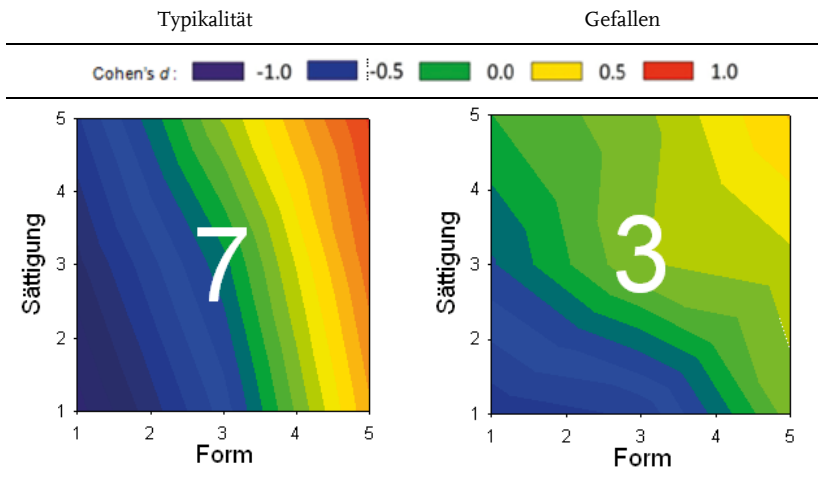 Typikalität Gefallen
Cohen's d: -1.0 -0.5 0.0 0.5 1.0
5 5
4 4
Sättigung 7 Sättigung 3
3 3
2 2
1 1
1 2 3 4 5 1 2 3 4 5
Form Form